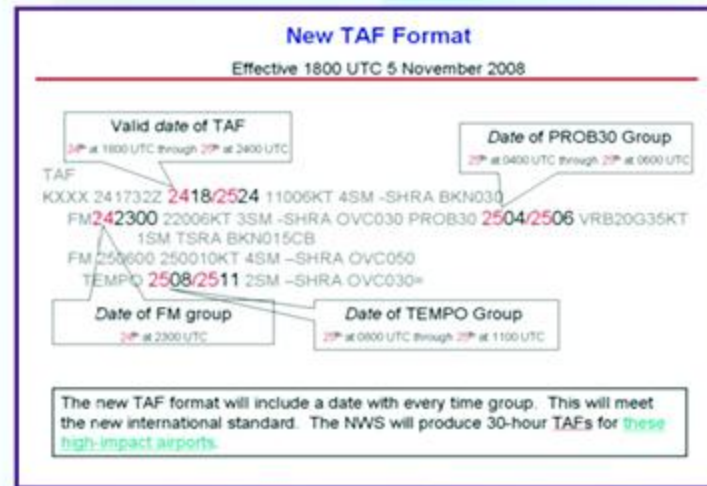 New TAF Format
Effective 1800 UTC 5 November 2008
Valid date of TAF
24th at 1800 UTC through 25th at 2400 UTC
Date of PROB30 Group
25th at 0400 UTC through 25th at 0600 UTC
TAF
KXXX 241732Z 2418/2524 11006KT 4SM -SHRA BKN030
FM242300 22006KT 3SM -SHRA OVC030 PROB30 2504/2506 VRB20G35KT
1SM TSRA BKN015CB
FM 250600 250010KT 4SM -SHRA OVC050
TEMPO 2508/2511 2SM -SHRA OVC030=
Date of FM group
24th at 2300 UTC
Date of TEMPO Group
25th at 0800 UTC through 25th at 1100 UTC
The new TAF format will include a date with every time group. This will meet
the new international standard. The NWS will produce 30-hour TAFs for these
high-impact airports.